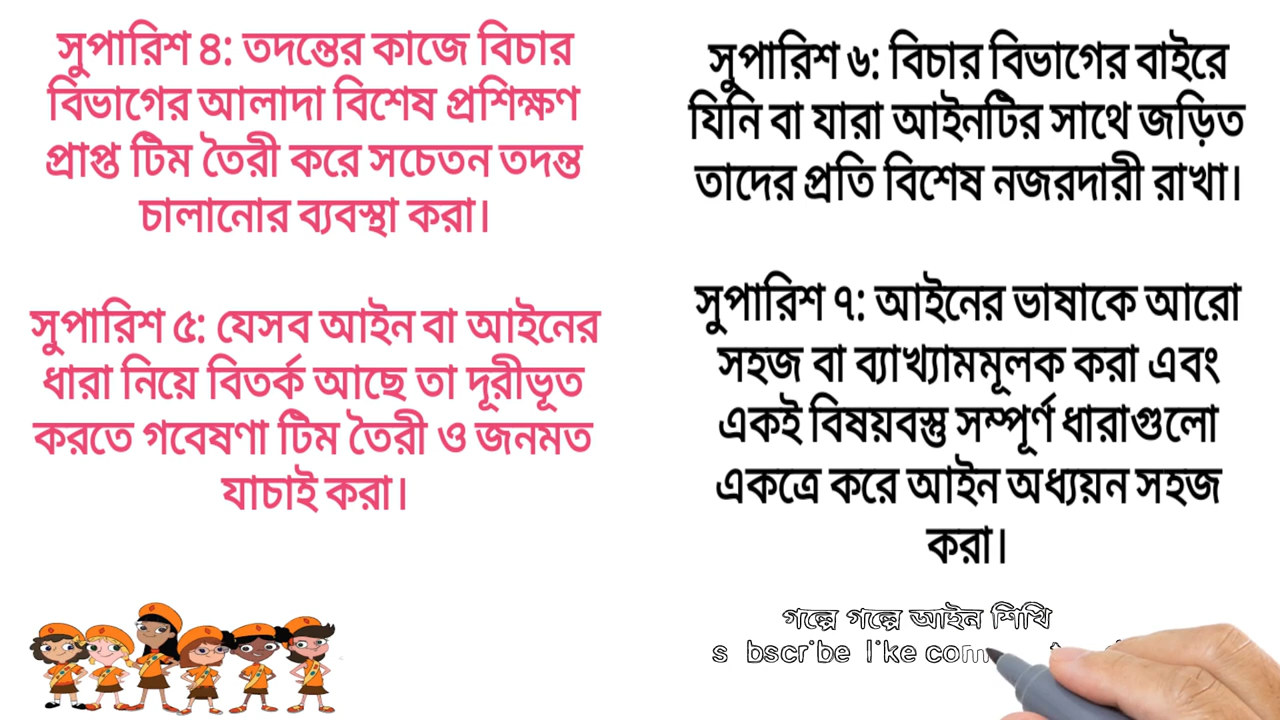 সুপারিশ ৪: তদন্তের কাজে বিচার
বিভাগের আলাদা বিশেষ প্রশিক্ষণ
প্রাপ্ত টিম তৈরী করে সচেতন তদন্ত
চালানোর ব্যবস্থা করা।
সুপারিশ ৫: যেসব আইন বা আইনের
ধারা নিয়ে বিতর্ক আছে তা দূরীভূত
করতে গবেষণা টিম তৈরী ও জনমত
যাচাই করা।
সুপারিশ ৬: বিচার বিভাগের বাইরে
যিনি বা যারা আইনটির সাথে জড়িত
তাদের প্রতি বিশেষ নজরদারী রাখা।
সুপারিশ ৭: আইনের ভাষাকে আরো
সহজ বা ব্যাখ্যামমূলক করা এবং
একই বিষয়বস্তু সম্পূর্ণ ধারাগুলো
একত্রে করে আইন অধ্যয়ন সহজ
করা।
গল্পে গল্পে আইন শিখি
s bscribe like com